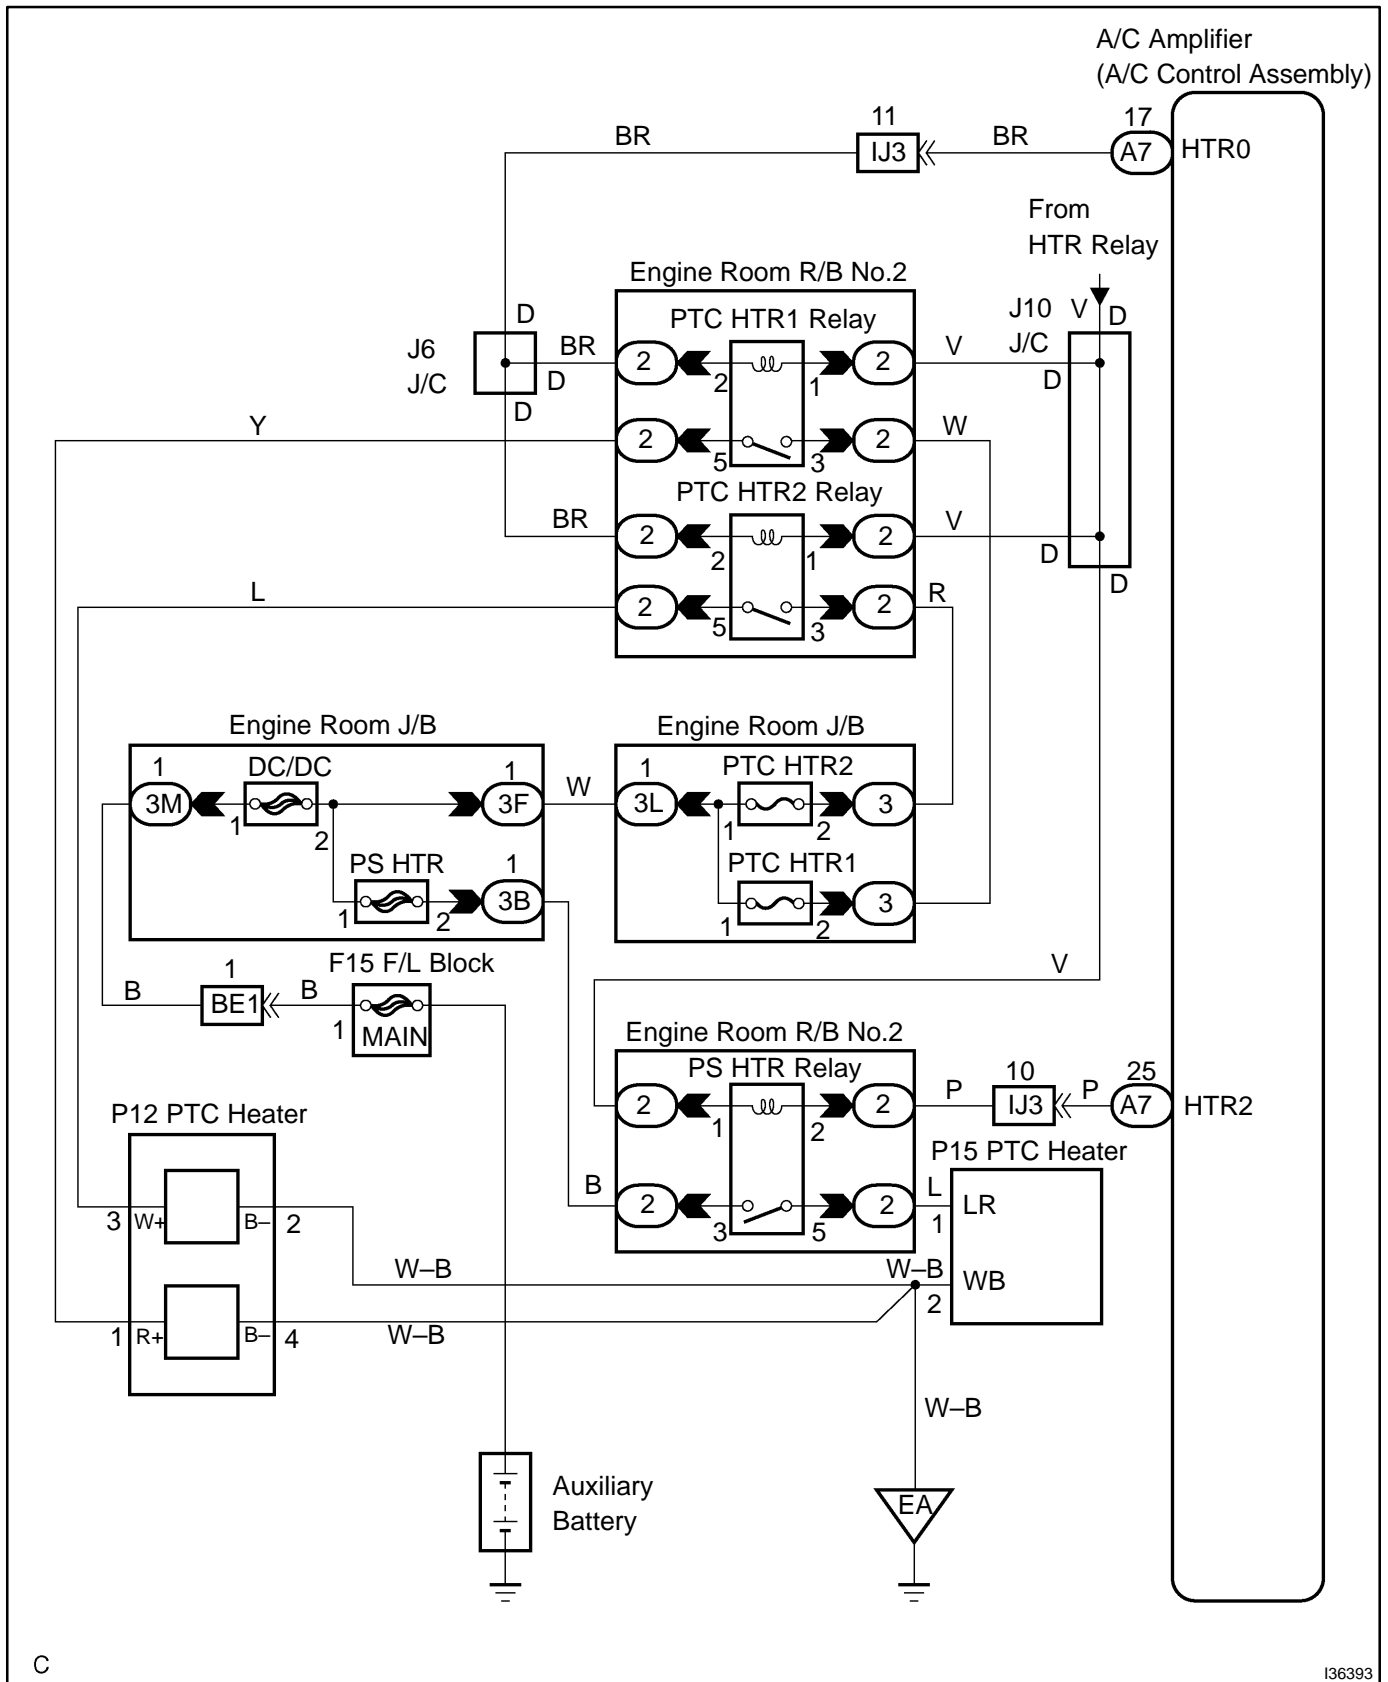 A/C Amplifier
(A/C Control Assembly)
11
17
BR
IJ3
BR
A7
HTR0
From
HTR Relay
Engine Room R/B No.2
D
PTC HTR1 Relay
J10
V
D
J6
J/C
BR
2
2
V
J/C
D
2
1
D
D
Y
2
2
W
5
3
PTC HTR2 Relay
BR
2
2
V
2
1
D
D
L
2
2
R
5
3
Engine Room J/B
Engine Room J/B
1
DC/DC
1
1
PTC HTR2
3M
3F
W
3L
3
1
2
1
2
PS HTR
1
PTC HTR1
3B
3
1
2
1
2
F15 F/L Block
1
B
BE1
B
1
MAIN
V
Engine Room R/B No.2
PS HTR Relay
10
25
2
2
P
IJ3
P
A7
HTR2
1
2
P12 PTC Heater
P15 PTC Heater
B
2
2
L
LR
3
W+
B–
2
3
5
1
W–B
W–B
WB
2
1
R+
B–
4
W–B
W–B
Auxiliary
Battery
EA
C
I36393